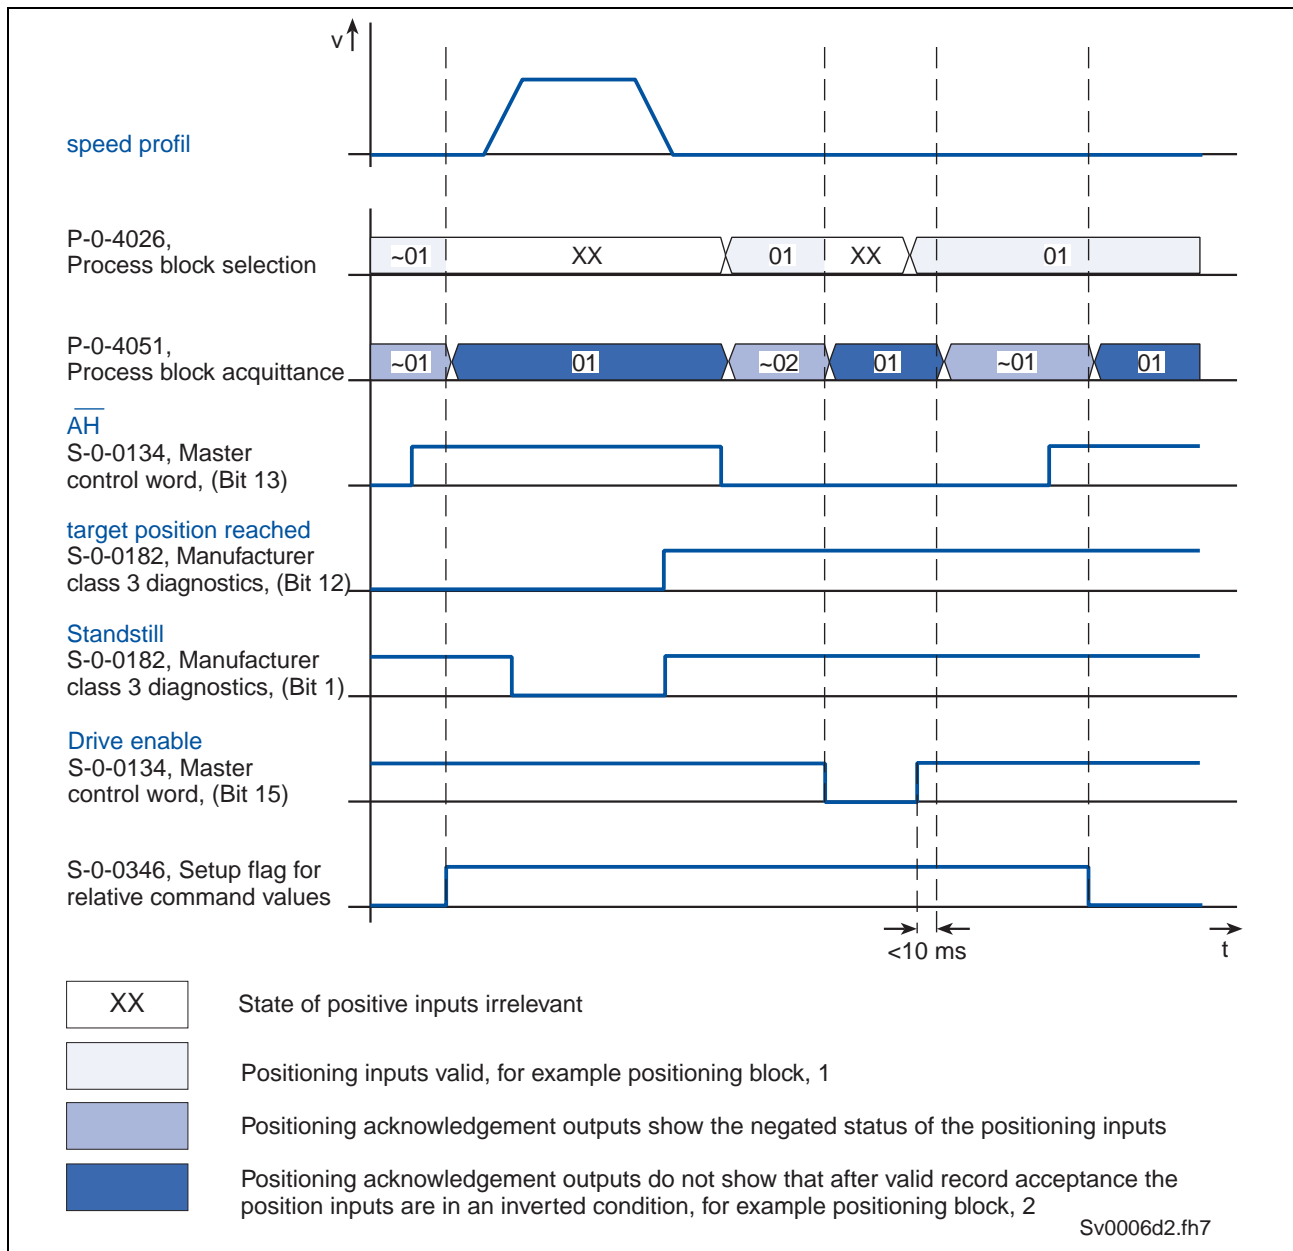 v
speed profil
P-0-4026,
Process block selection
~01 XX 01 XX 01
P-0-4051,
Process block acquittance
~01 01 ~02 01 ~01 01
AH
S-0-0134, Master
control word, (Bit 13)
target position reached
S-0-0182, Manufacturer
class 3 diagnostics, (Bit 12)
Standstill
S-0-0182, Manufacturer
class 3 diagnostics, (Bit 1)
Drive enable
S-0-0134, Master
control word, (Bit 15)
S-0-0346, Setup flag for
relative command values
<10 ms
t
XX State of positive inputs irrelevant
Positioning inputs valid, for example positioning block, 1
Positioning acknowledgement outputs show the negated status of the positioning inputs
Positioning acknowledgement outputs do not show that after valid record acceptance the
position inputs are in an inverted condition, for example positioning block, 2
Sv0006d2.fh7